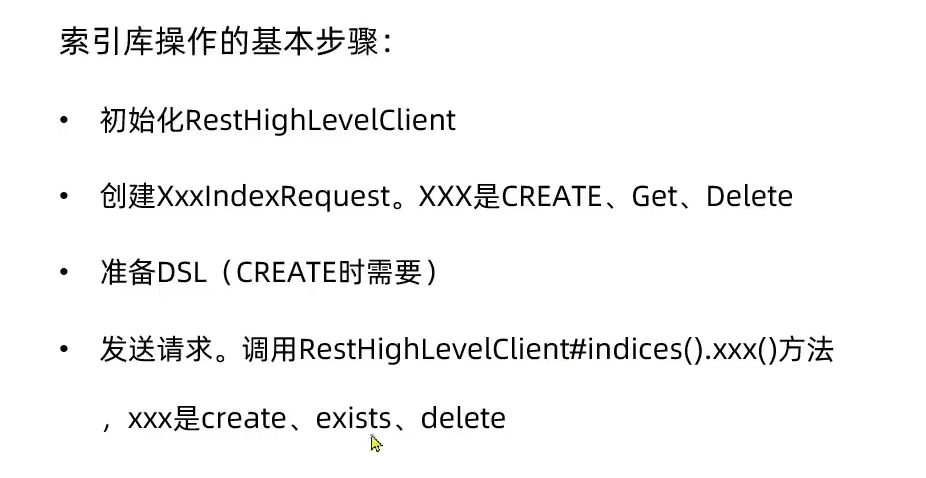 索引库操作的基本步骤：
• 初始化RestHighLevelClient
• 创建XxxIndexRequest。XXX是CREATE、Get、Delete
• 准备DSL（CREATE时需要）
• 发送请求。调用RestHighLevelClient#indices().xxx()方法
，xxx是create、exists、delete